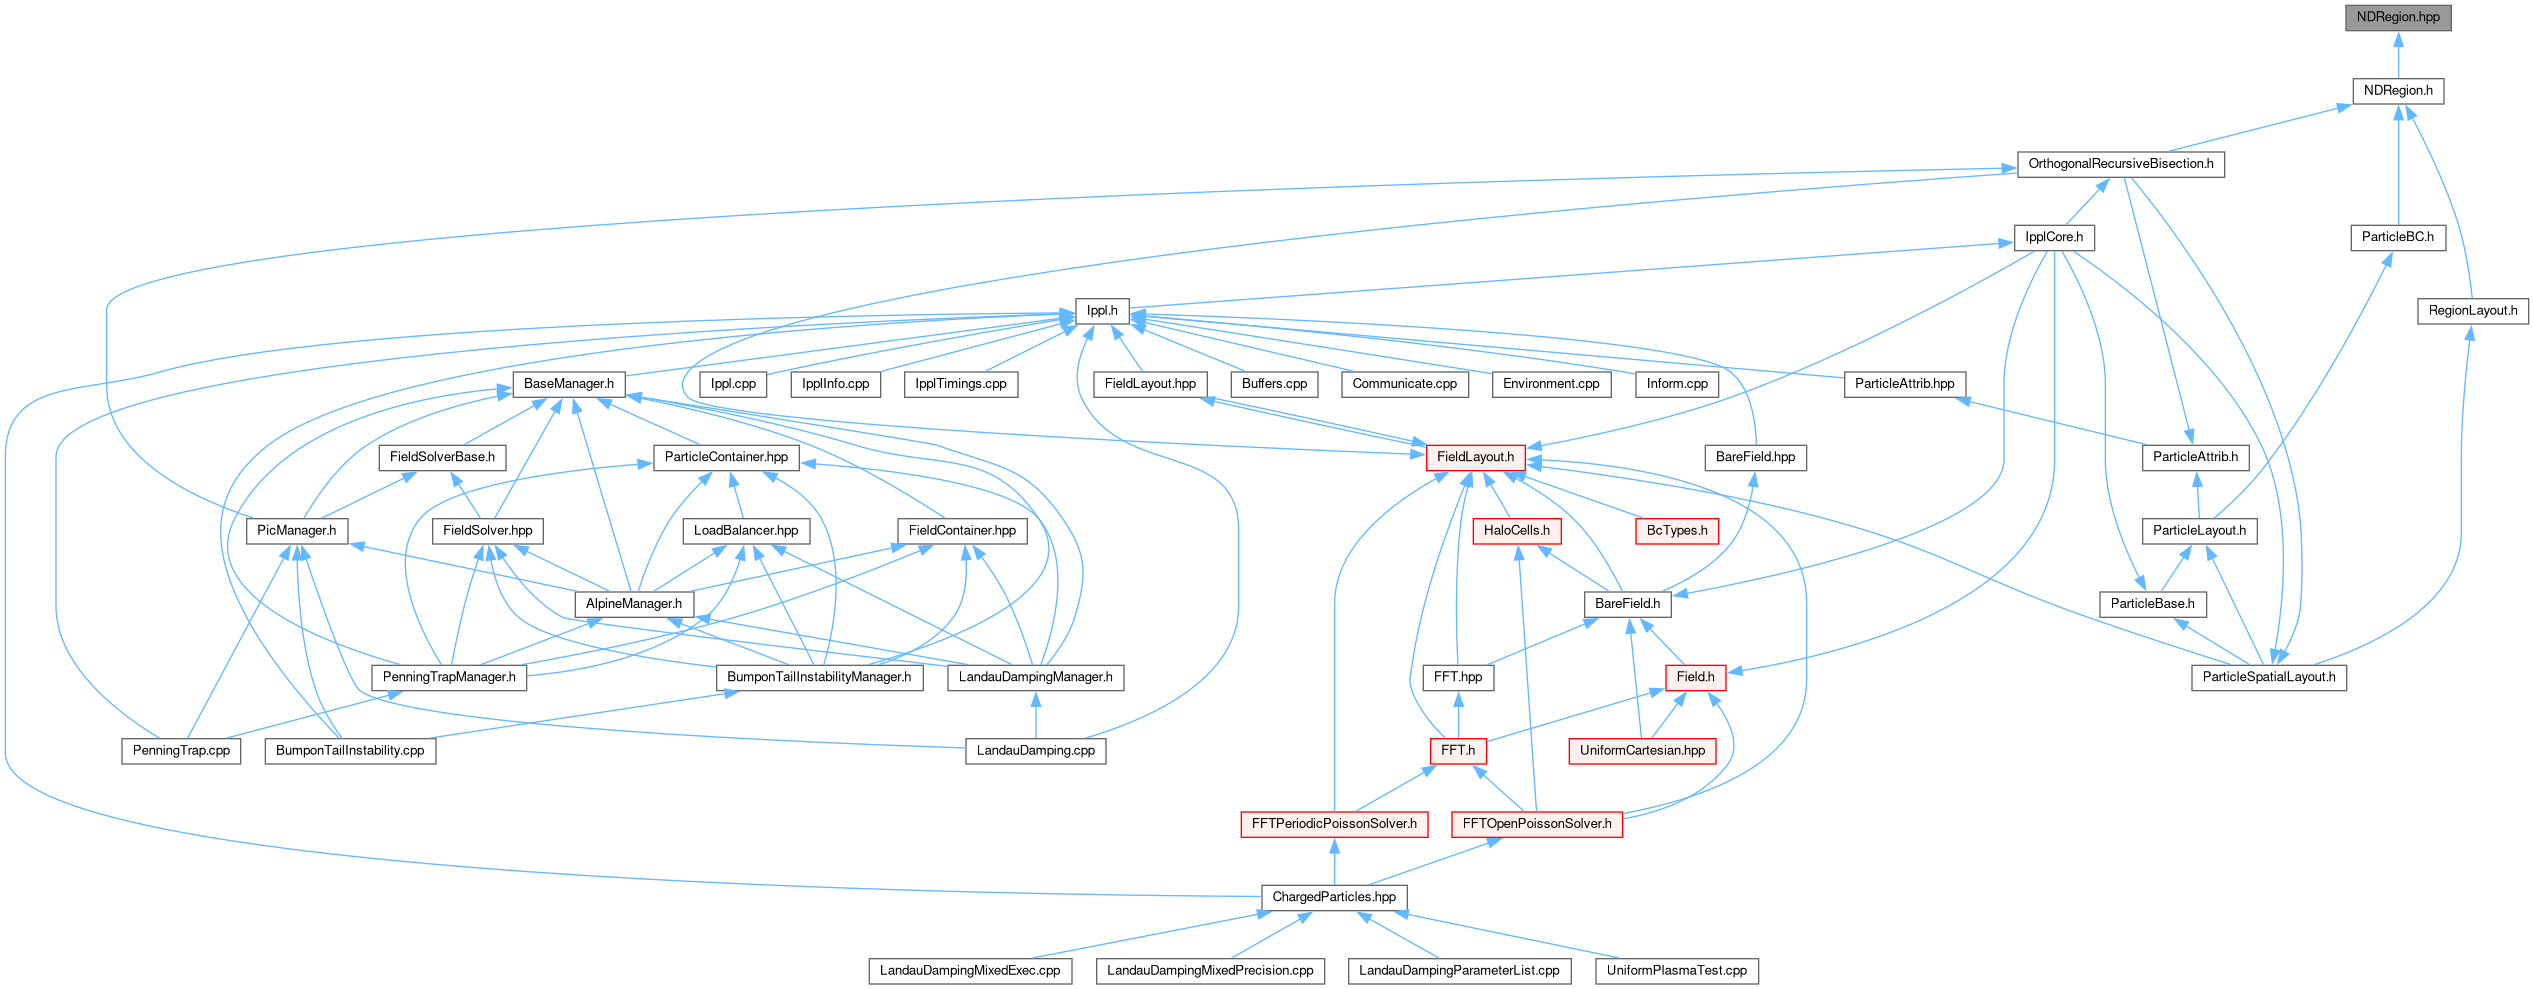 NDRegion.hpp
NDRegion.h
OrthogonalRecursiveBisection.h
IpplCore.h
ParticleBC.h
Ippl.h
RegionLayout.h
BaseManager.h
Ippl.cpp
IpplInfo.cpp
IpplTimings.cpp
FieldLayout.hpp
Buffers.cpp
Communicate.cpp
Environment.cpp
Inform.cpp
ParticleAttrib.hpp
FieldSolverBase.h
ParticleContainer.hpp
FieldLayout.h
BareField.hpp
ParticleAttrib.h
PicManager.h
FieldSolver.hpp
LoadBalancer.hpp
FieldContainer.hpp
HaloCells.h
BcTypes.h
ParticleLayout.h
AlpineManager.h
BareField.h
ParticleBase.h
PenningTrapManager.h
BumponTailInstabilityManager.h
LandauDampingManager.h
FFT.hpp
Field.h
ParticleSpatialLayout.h
PenningTrap.cpp
BumponTailInstability.cpp
LandauDamping.cpp
FFT.h
UniformCartesian.hpp
FFTPeriodicPoissonSolver.h
FFTOpenPoissonSolver.h
ChargedParticles.hpp
LandauDampingMixedExec.cpp
LandauDampingMixedPrecision.cpp
LandauDampingParameterList.cpp
UniformPlasmaTest.cpp